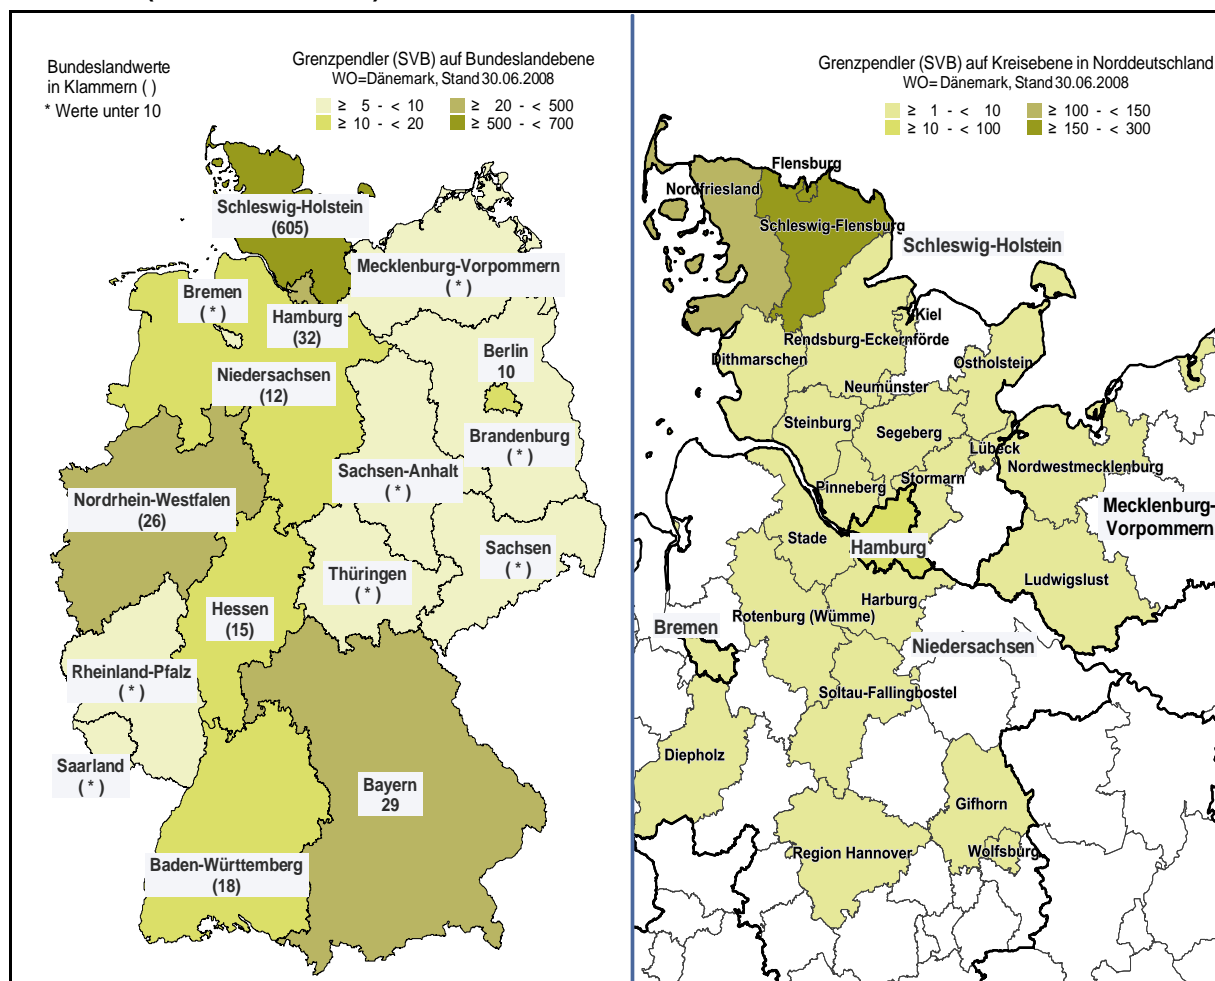 Bundeslandwerte
in Klammern ( )
* Werte unter 10
Grenzpendler (SVB) auf Bundeslandebene
WO=Dänemark, Stand 30.06.2008
≥ 5 - < 10
≥ 20 - < 500
≥ 10 - < 20
≥ 500 - < 700
Schleswig-Holstein
(605)
Mecklenburg-Vorpommern
( * )
Bremen
( * )
Hamburg
(32)
Berlin
10
Niedersachsen
(12)
Brandenburg
( * )
Sachsen-Anhalt
( * )
Nordrhein-Westfalen
(26)
Sachsen
( * )
Thüringen
( * )
Hessen
(15)
Rheinland-Pfalz
( * )
Saarland
( * )
Bayern
29
Baden-Württemberg
(18)
Grenzpendler (SVB) auf Kreisebene in Norddeutschland
WO=Dänemark, Stand 30.06.2008
≥ 1 - < 10
≥ 100 - < 150
≥ 10 - < 100
≥ 150 - < 300
Flensburg
Nordfriesland
Schleswig-Flensburg
Schleswig-Holstein
Kiel
Rendsburg-Eckernförde
Dithmarschen
Ostholstein
Neumünster
Steinburg
Segeberg
Lübeck
Nordwestmecklenburg
Stormarn
Pinneberg
Mecklenburg-
Vorpommern
Stade
Hamburg
Ludwigslust
Harburg
Rotenburg (Wümme)
Bremen
Niedersachsen
Soltau-Fallingbostel
Diepholz
Gifhorn
Region Hannover
Wolfsburg